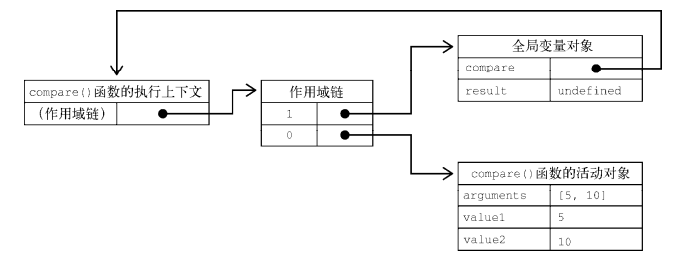 compare()函数的执行上下文
(作用域链)
作用域链
1
0
全局变量对象
compare
result undefined
compare()函数的活动对象
arguments [5, 10]
value1 5
value2 10